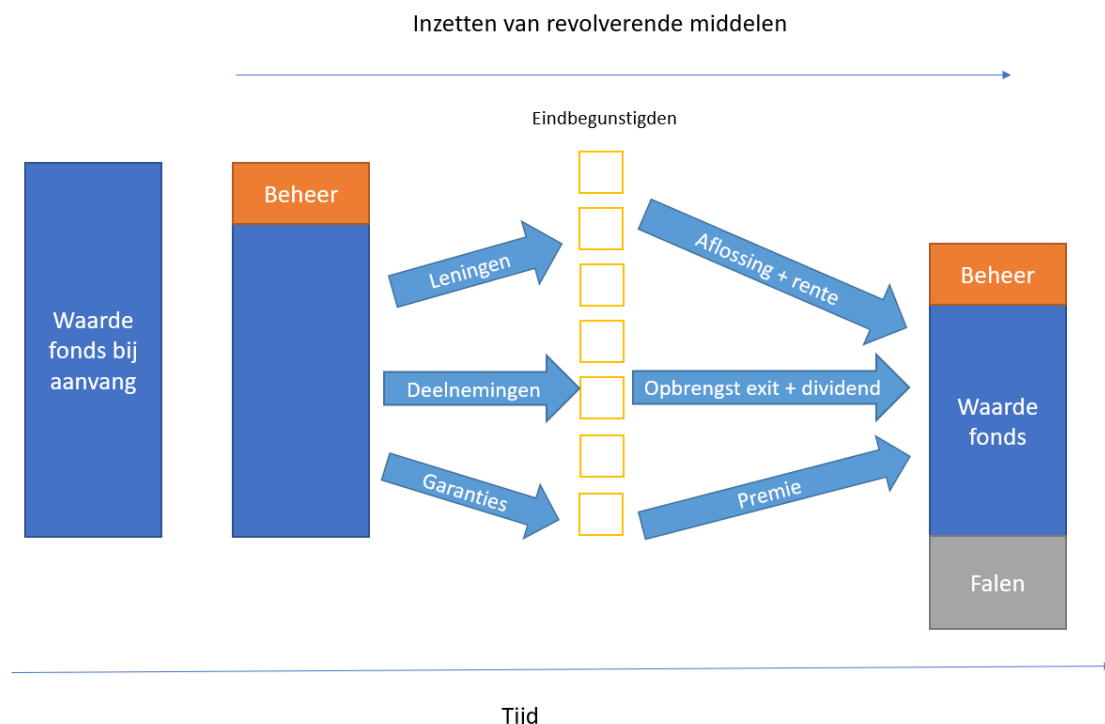 Inzetten van revolverende middelen
Eindbegunstigden
Waarde
fonds bij
aanvang
Beheer
Leningen
Deelnemingen
Garanties
Aflossing + rente
Opbrengst exit + dividend
Premie
Beheer
Waarde
fonds
Falen
Tijd